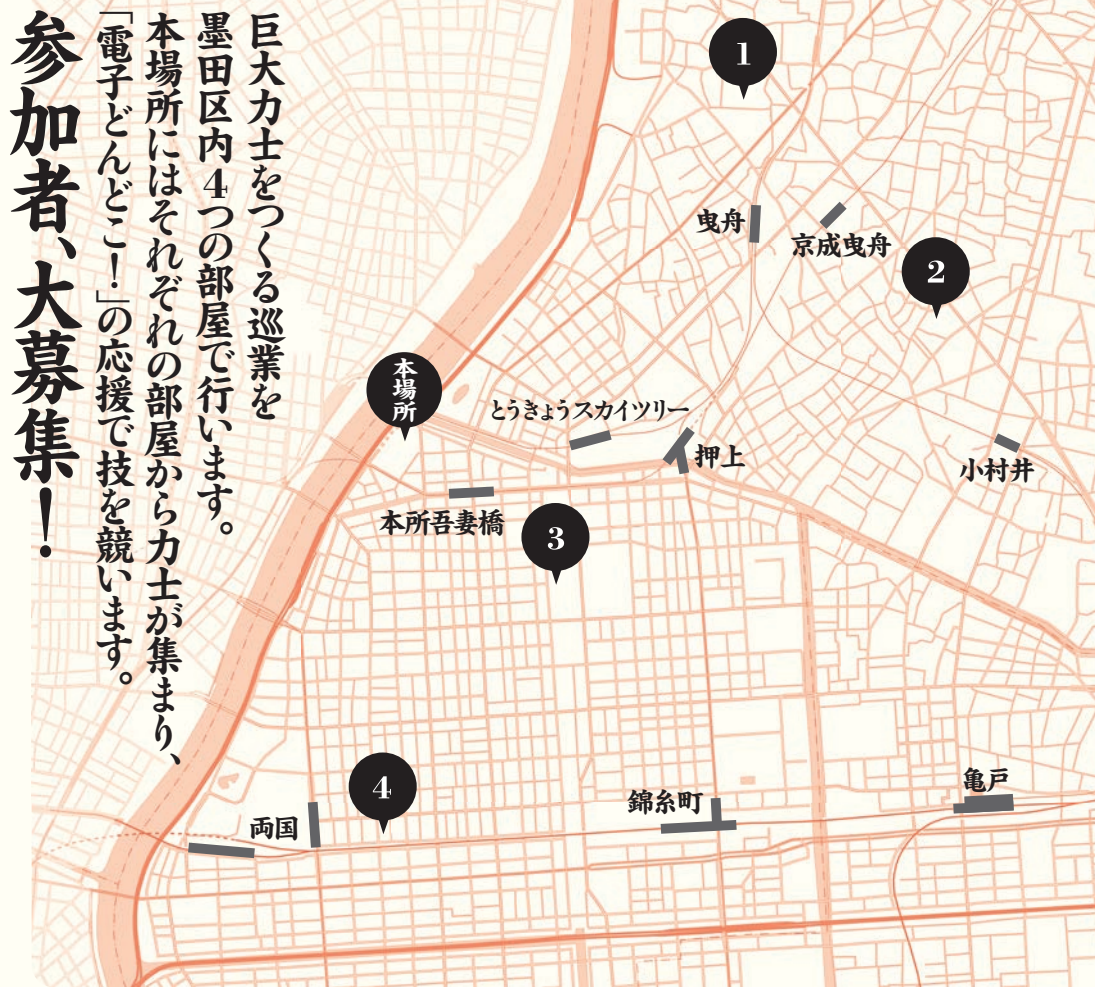 巨大力士をつくる巡業を
墨田区内4つの部屋で行います。
本場所にはそれぞれの部屋から力士が集まり、
「電子どんどこ!」の応援で技を競います。
参加者、大募集!
1
曳舟
京成曳舟
2
本場所
とうきょうスカイツリー
押上
小村井
本所吾妻橋
3
4
両国
錦糸町
亀戸